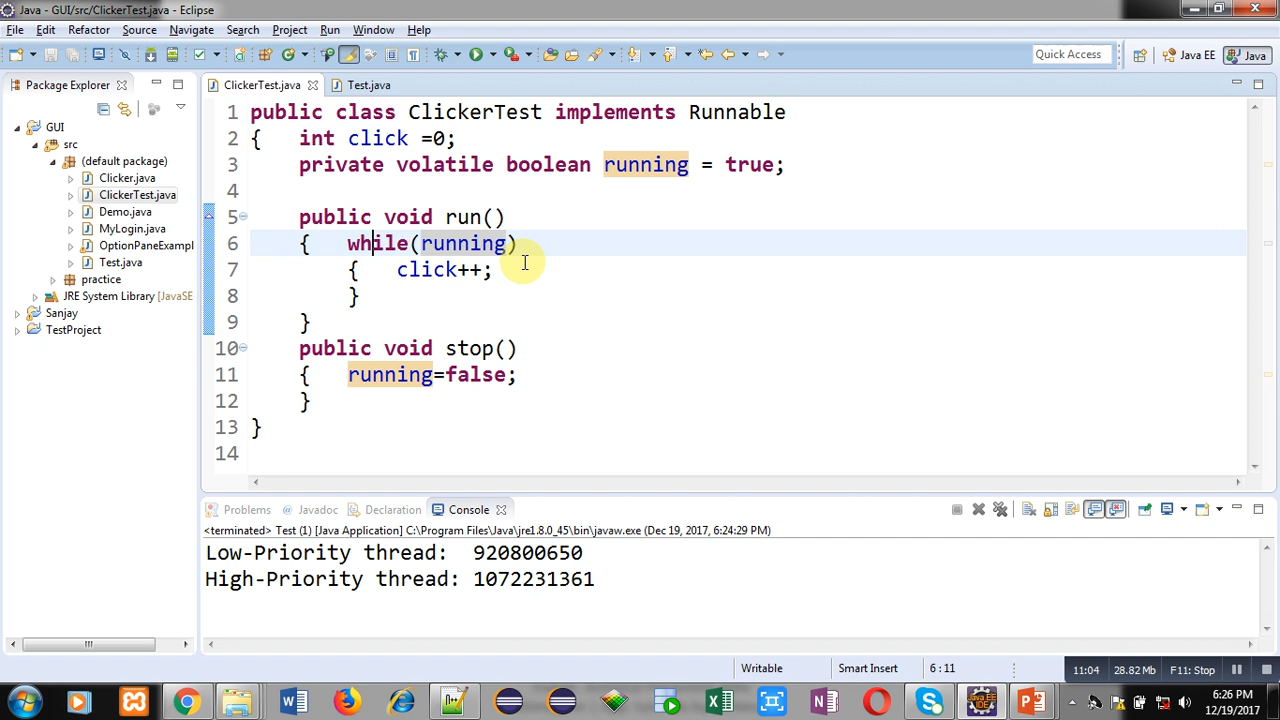 Java - GUI/src/ClickerTest.java - Eclipse
File Edit Refactor Source Navigate Search Project Run Window Help
Quick Access
Java EE
Java
Package Explorer
ClickerTest.java
Test.java
GUI
src
(default package)
Clicker.java
ClickerTest.java
Demo.java
MyLogin.java
OptionPaneExampl
Test.java
practice
JRE System Library [JavaSE
Sanjay
TestProject
1 public class ClickerTest implements Runnable
2 { int click =0;
3 private volatile boolean running = true;
4
5 public void run()
6 { while(running)
7 { click++;
8 }
9 }
10 public void stop()
11 { running=false;
12 }
13 }
14
Problems @ Javadoc Declaration Console
<terminated> Test (1) [Java Application] C:\Program Files\Java\jre1.8.0_45\bin\javaw.exe (Dec 19, 2017, 6:24:29 PM)
Low-Priority thread: 920800650
High-Priority thread: 1072231361
Writable
Smart Insert
6 : 11
11:04
28.82 Mb
F11: Stop
6:26 PM
12/19/2017